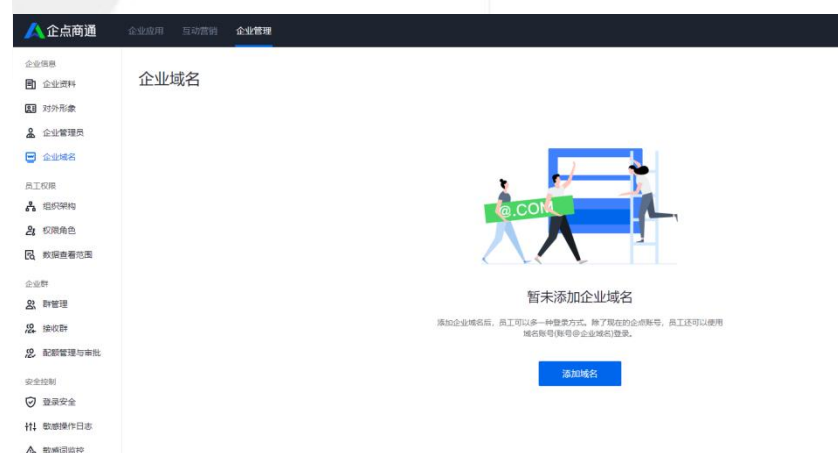 企点商通
企业应用 互动营销 企业管理
企业信息
企业资料
对外形象
企业管理员
企业域名
员工权限
组织架构
权限角色
数据查看范围
企业群
群管理
接收群
配额管理与审批
安全控制
登录安全
敏感操作日志
敏感词监控
企业域名
@.COM
暂未添加企业域名
添加企业域名后，员工可以多一种登录方式。除了现在的企点账号，员工还可以使用
域名账号(账号@企业域名)登录。
添加域名